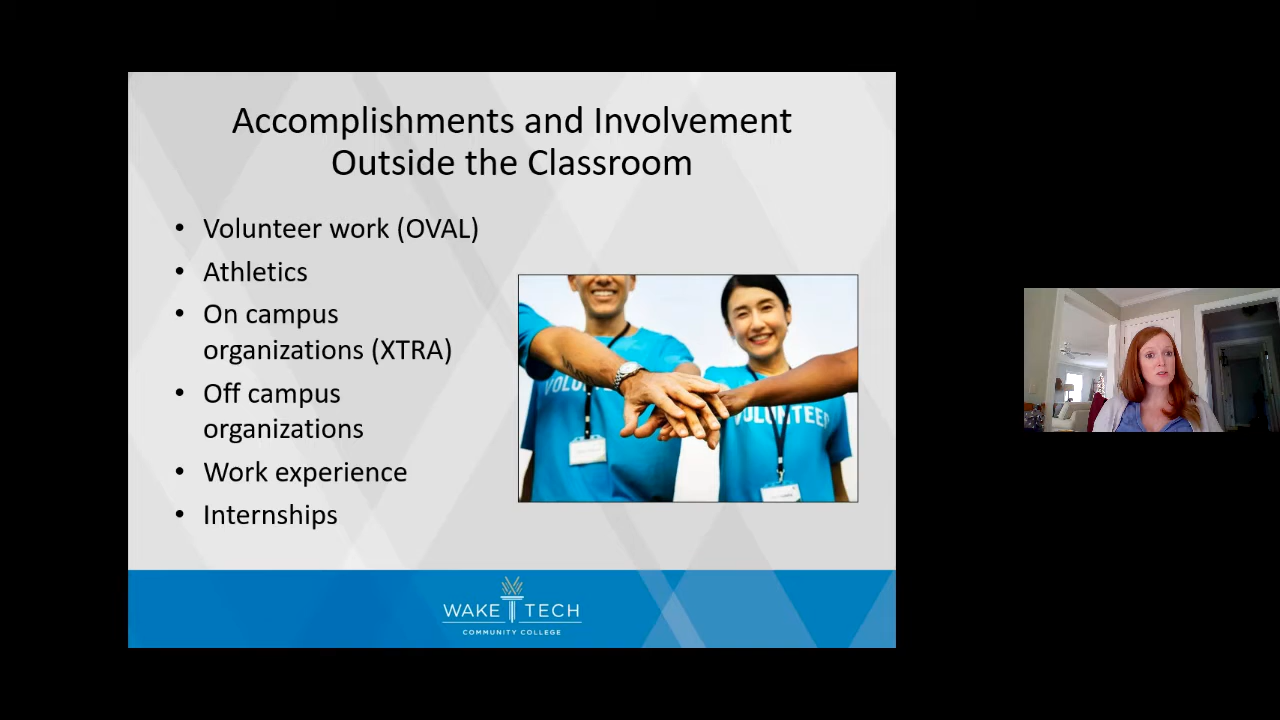 Accomplishments and Involvement
Outside the Classroom
• Volunteer work (OVAL)
• Athletics
• On campus
organizations (XTRA)
• Off campus
organizations
• Work experience
• Internships
VOLUNTEER
WAKE TECH
COMMUNITY COLLEGE